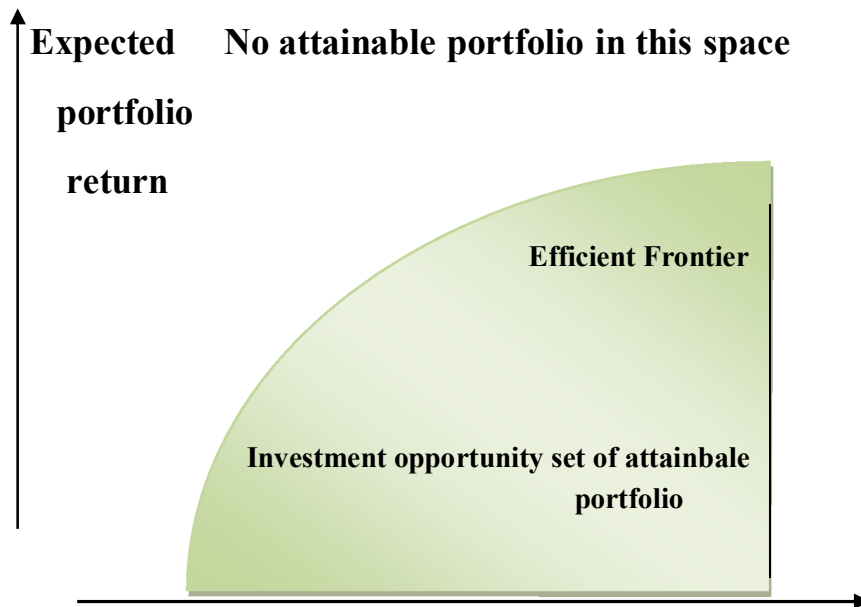 Expected
portfolio
return
No attainable portfolio in this space
Efficient Frontier
Investment opportunity set of attainbale
portfolio